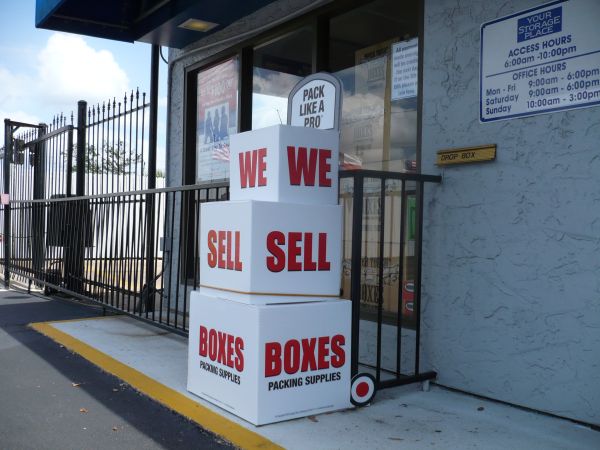 PACK
LIKE A
PRO
WE WE
SELL SELL
BOXES BOXES
PACKING SUPPLIES PACKING SUPPLIES
YOUR
STORAGE
PLACE
ACCESS HOURS
6:00am -10:00pm
OFFICE HOURS
Mon - Fri 9:00am - 6:00pm
Saturday 9:00am - 6:00pm
Sunday 10:00am - 3:00pm
DROP BOX